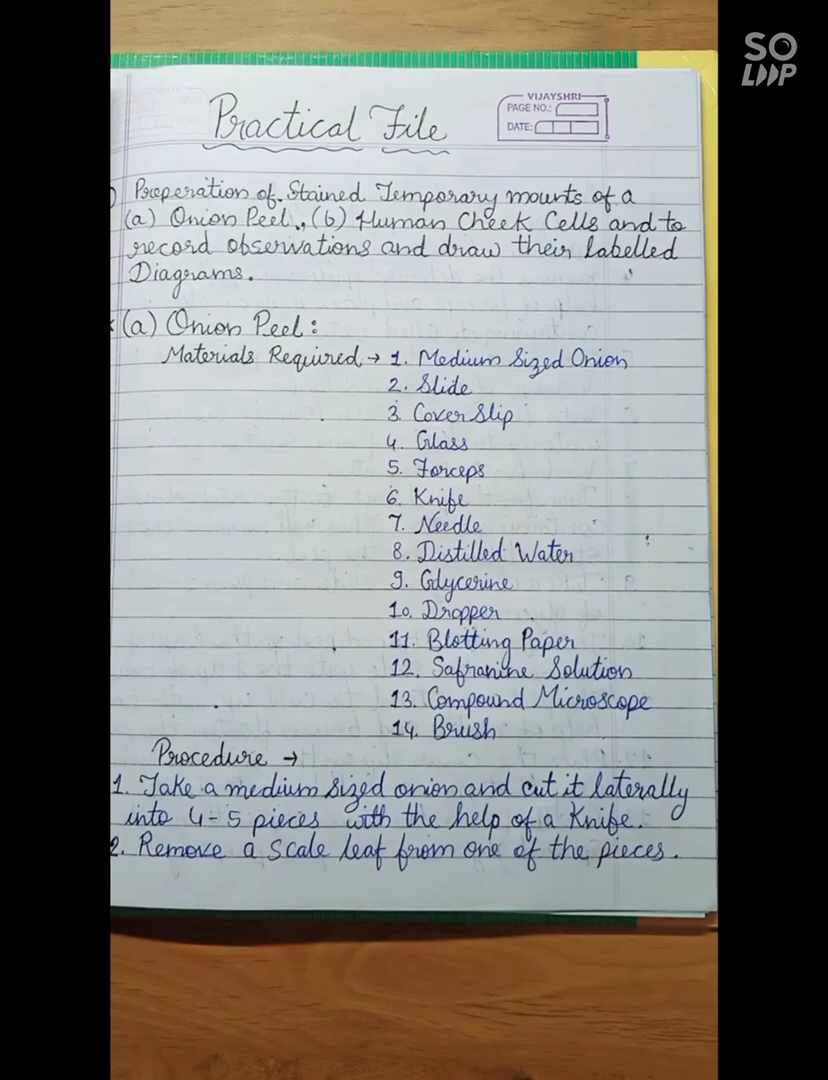 SO
LOOP
VIJAYSHRI
PAGE NO.:
DATE:
Practical File
Preperation of Stained Temporary mounts of a
(a) Onion Peel, (b) Human Cheek Cells and to
record observations and draw their labelled
Diagrams.
(a) Onion Peel:
Materials Required → 1. Medium Sized Onion
2. Slide
3. Cover Slip
4. Glass
5. Forceps
6. Knife
7. Needle
8. Distilled Water
9. Glycerine
10. Dropper
11. Blotting Paper
12. Safranine Solution
13. Compound Microscope
14. Brush
Procedure →
1. Take a medium sized onion and cut it laterally
into 4-5 pieces with the help of a Knife.
2. Remove a scale leaf from one of the pieces.